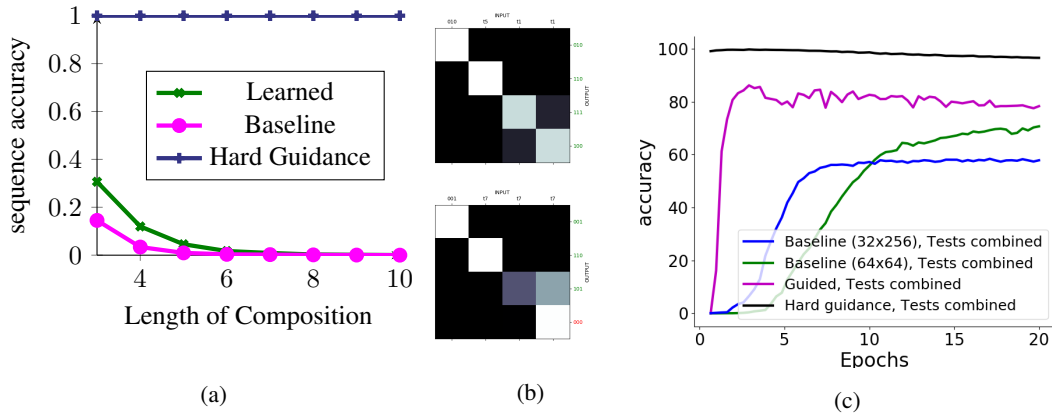 sequence accuracy
1
0.8
0.6
0.4
0.2
0
Learned
Baseline
Hard Guidance
4
6
8
10
Length of Composition
(a)
INPUT
010 t5 t1 t1
010
110
111
100
OUTPUT
INPUT
001 t7 t7 t7
001
110
101
000
OUTPUT
(b)
accuracy
100
80
60
40
20
0
Baseline (32x256), Tests combined
Baseline (64x64), Tests combined
Guided, Tests combined
Hard guidance, Tests combined
0 5 10 15 20
Epochs
(c)